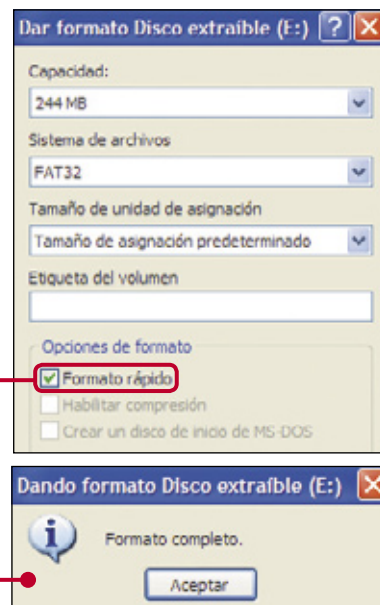 Dar formato Disco extraíble (E:)
Capacidad:
244 MB
Sistema de archivos
FAT32
Tamaño de unidad de asignación
Tamaño de asignación predeterminado
Etiqueta del volumen
Opciones de formato
Formato rápido
Habilitar compresión
Crear un disco de inicio de MS-DOS
Dando formato Disco extraíble (E:)
Formato completo.
Aceptar